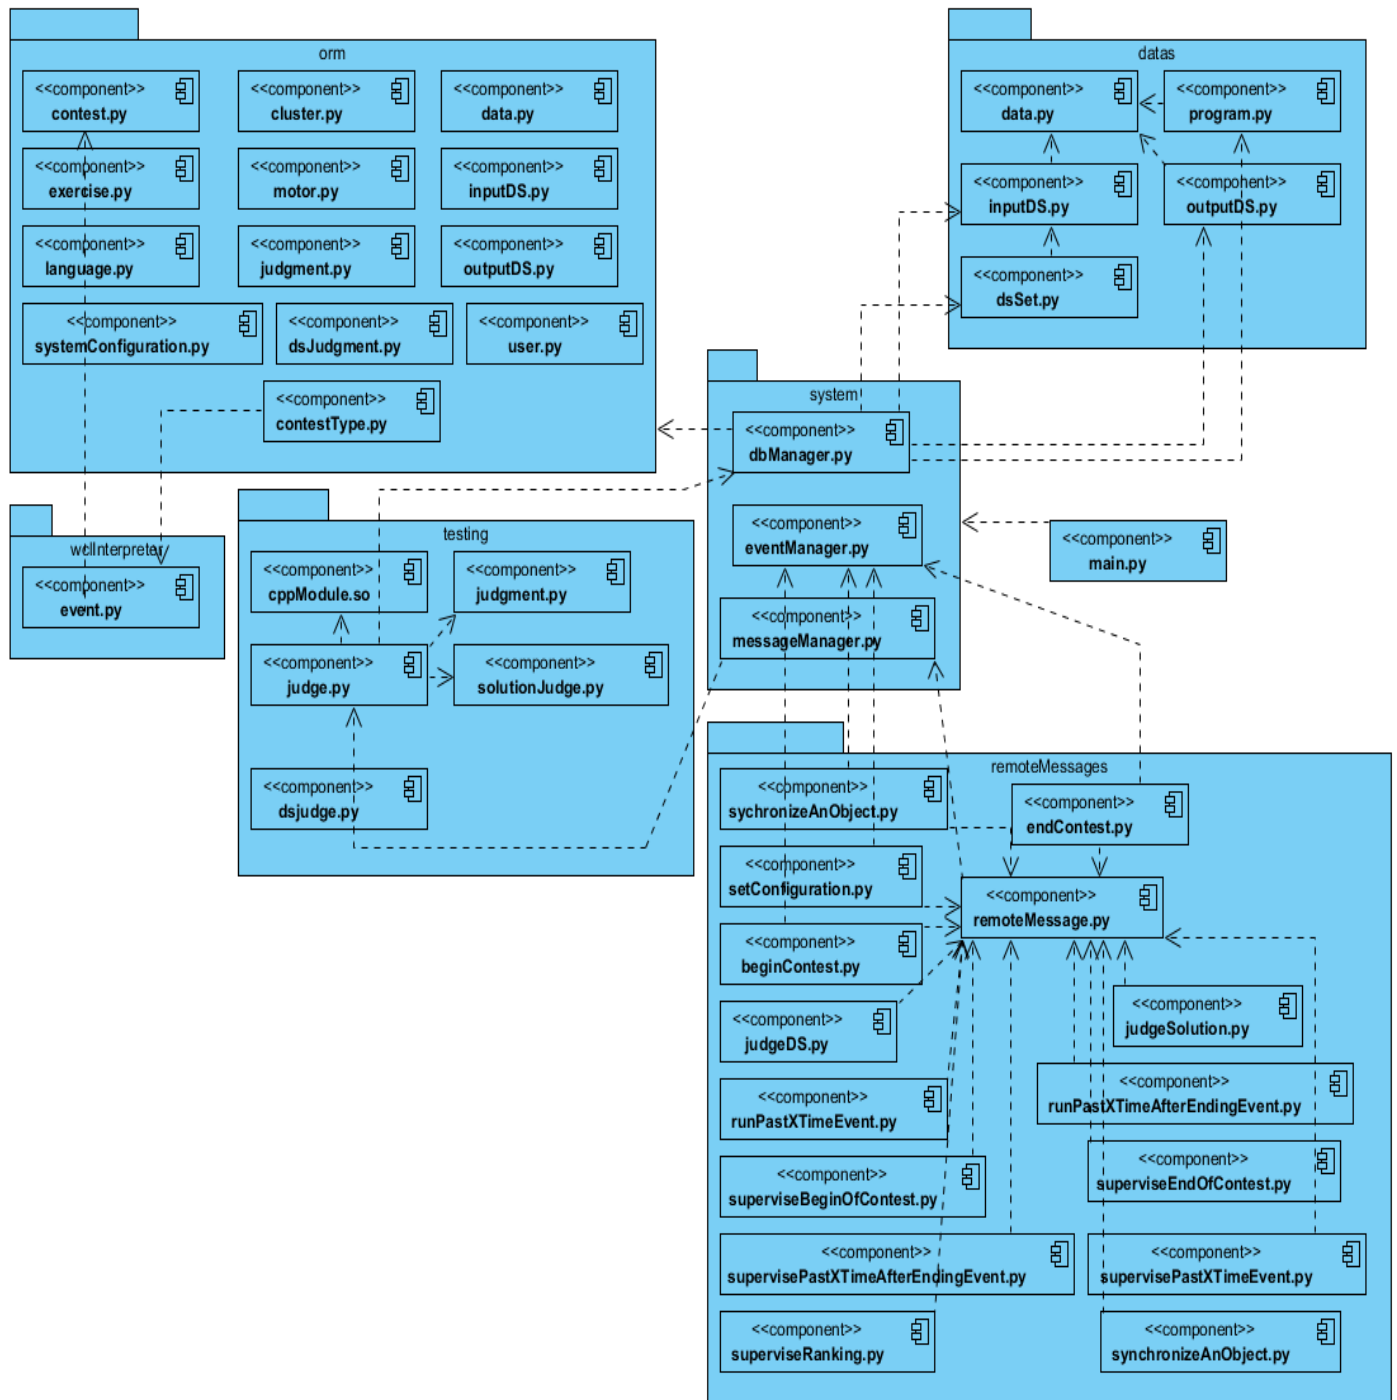 orm
<<component>>
contest.py
<<component>>
cluster.py
<<component>>
data.py
<<component>>
exercise.py
<<component>>
motor.py
<<component>>
inputDS.py
<<component>>
language.py
<<component>>
judgment.py
<<component>>
outputDS.py
<<component>>
systemConfiguration.py
<<component>>
dsJudgment.py
<<component>>
user.py
<<component>>
contestType.py
datas
<<component>>
data.py
<<component>>
program.py
<<component>>
inputDS.py
<<component>>
outputDS.py
<<component>>
dsSet.py
system
<<component>>
dbManager.py
<<component>>
eventManager.py
<<component>>
messageManager.py
<<component>>
main.py
wclInterpreter
<<component>>
event.py
testing
<<component>>
cppModule.so
<<component>>
judgment.py
<<component>>
judge.py
<<component>>
solutionJudge.py
<<component>>
dsjudge.py
remoteMessages
<<component>>
sychronizeAnObject.py
<<component>>
endContest.py
<<component>>
setConfiguration.py
<<component>>
remoteMessage.py
<<component>>
beginContest.py
<<component>>
judgeDS.py
<<component>>
judgeSolution.py
<<component>>
runPastXTimeEvent.py
<<component>>
runPastXTimeAfterEndingEvent.py
<<component>>
superviseBeginOfContest.py
<<component>>
superviseEndOfContest.py
<<component>>
supervisePastXTimeAfterEndingEvent.py
<<component>>
supervisePastXTimeEvent.py
<<component>>
superviseRanking.py
<<component>>
synchronizeAnObject.py